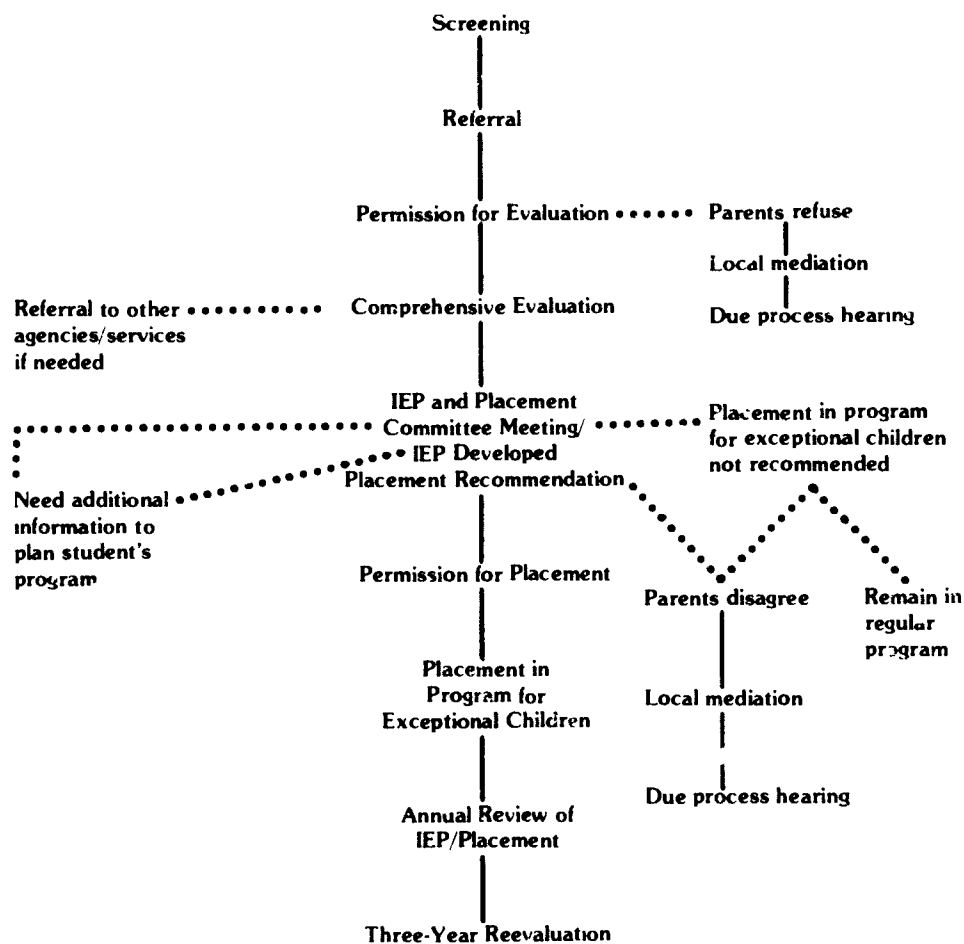 Screening
Referral
Permission for Evaluation
Parents refuse
Local mediation
Due process hearing
Comprehensive Evaluation
Referral to other
agencies/services
if needed
IEP and Placement
Committee Meeting/
IEP Developed
Placement Recommendation
Placement in program
for exceptional children
not recommended
Need additional
information to
plan student's
program
Permission for Placement
Parents disagree
Remain in
regular
program
Local mediation
Due process hearing
Placement in
Program for
Exceptional Children
Annual Review of
IEP/Placement
Three-Year Reevaluation